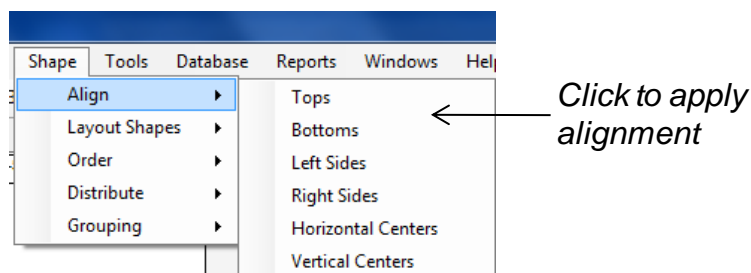 Shape Tools Database Reports Windows
Align
Layout Shapes
Order
Distribute
Grouping
Tops
Bottoms
Left Sides
Right Sides
Horizontal Centers
Vertical Centers
Click to apply
alignment